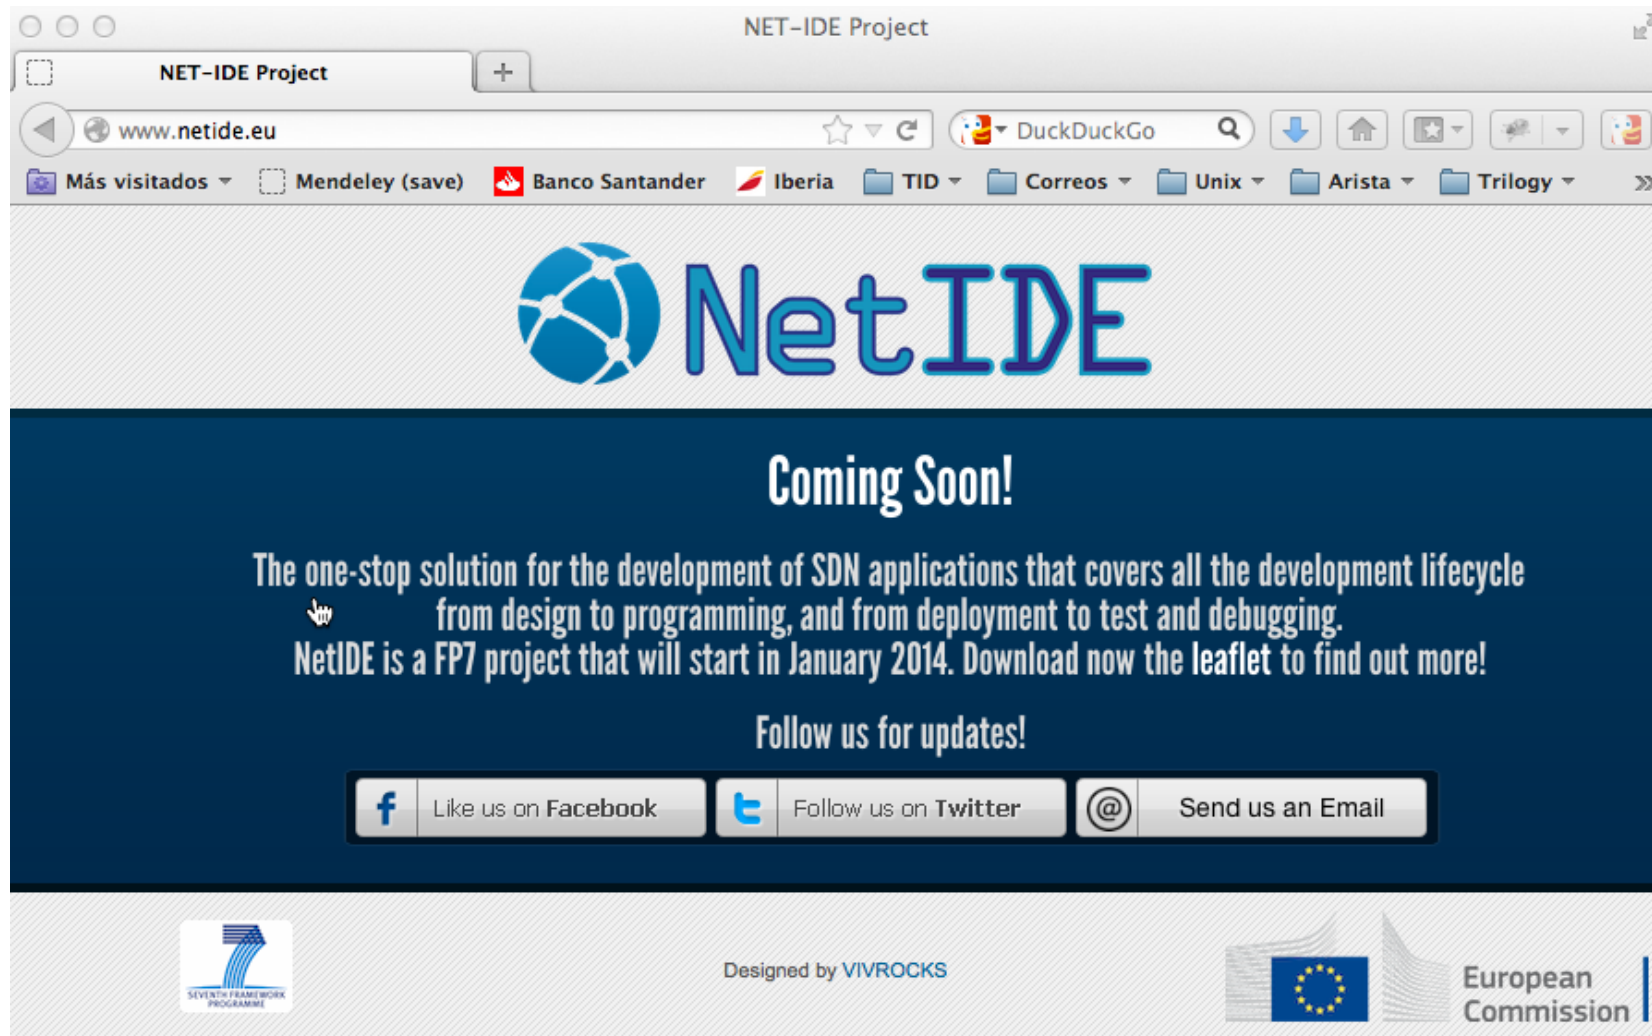 NET-IDE Project
NET-IDE Project
www.netide.eu DuckDuckGo
Más visitados Mendeley (save) Banco Santander Iberia TID Correos Unix Arista Trilogy
NetIDE
Coming Soon!
The one-stop solution for the development of SDN applications that covers all the development lifecycle
from design to programming, and from deployment to test and debugging.
NetIDE is a FP7 project that will start in January 2014. Download now the leaflet to find out more!
Follow us for updates!
Like us on Facebook Follow us on Twitter @ Send us an Email
SEVENTH FRAMEWORK
PROGRAMME
Designed by VIVROCKS
European
Commission